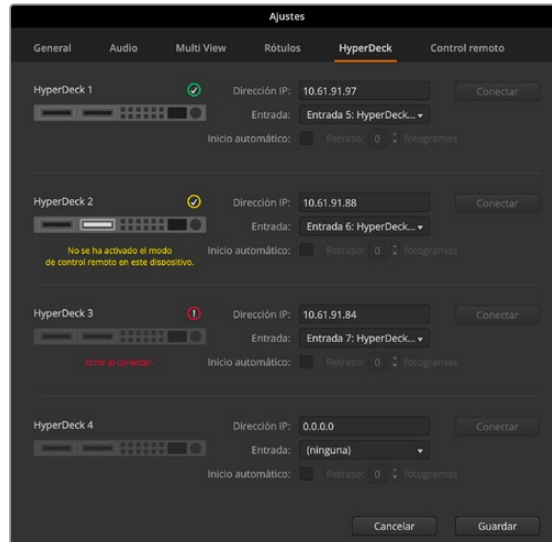 Ajustes
General Audio Multi View Rótulos HyperDeck Control remoto
HyperDeck 1 Dirección IP: 10.61.91.97 Conectar
Entrada: Entrada 5: HyperDeck...
Inicio automático: Retraso: 0 fotogramas
HyperDeck 2 Dirección IP: 10.61.91.88
Entrada: Entrada 6: HyperDeck...
No se ha activado el modo
de control remoto en este dispositivo.
Inicio automático: Retraso: 0 fotogramas
HyperDeck 3 Dirección IP: 10.61.91.84 Conectar
Entrada: Entrada 7: HyperDeck...
Error al conectar. Inicio automático: Retraso: 0 fotogramas
HyperDeck 4 Dirección IP: 0.0.0.0 Conectar
Entrada: (ninguna)
Inicio automático: Retraso: 0 fotogramas
Cancelar Guardar